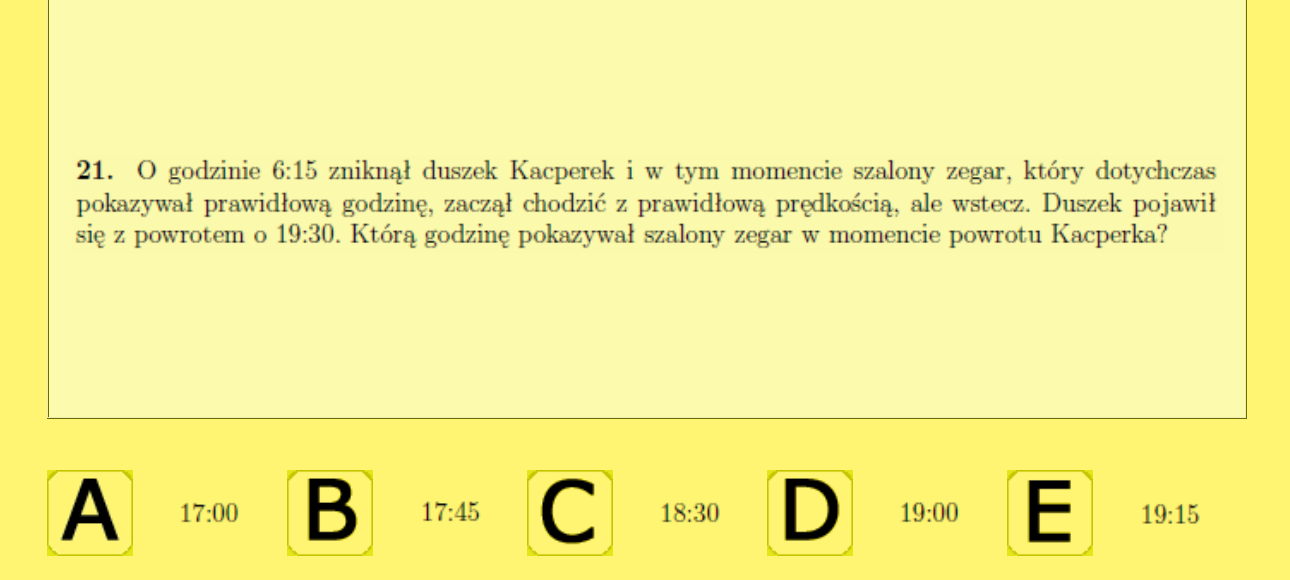 21. O godzinie 6:15 zniknął duszek Kacperek i w tym momencie szalony zegar, który dotychczas
pokazywał prawidłową godzinę, zaczął chodzić z prawidłową prędkością, ale wstecz. Duszek pojawił
się z powrotem o 19:30. Którą godzinę pokazywał szalony zegar w momencie powrotu Kacperka?
A 17:00 B 17:45 C 18:30 D 19:00 E 19:15